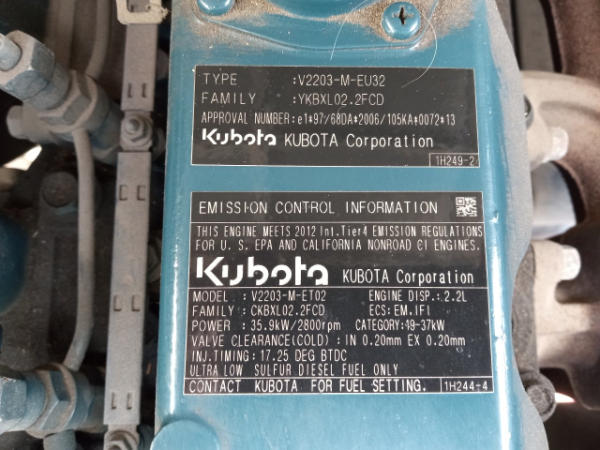 TYPE :V2203-M-EU32
FAMILY :YKBXL02.2FCD
APPROVAL NUMBER:e1*97/68DA*2006/105KA*0072*13
Kubota KUBOTA Corporation
1H249-2
EMISSION CONTROL INFORMATION
THIS ENGINE MEETS 2012 Int.Tier4 EMISSION REGULATIONS
FOR U. S. EPA AND CALIFORNIA NONROAD CI ENGINES.
Kubota KUBOTA Corporation
MODEL : V2203-M-ET02 ENGINE DISP.:2.2L
FAMILY: CKBXL02.2FCD ECS:EM.IFI
POWER : 35.9kW/2800rpm CATEGORY:49-37kW
VALVE CLEARANCE(COLD) : IN 0.20mm EX 0.20mm
INJ.TIMING: 17.25 DEG BTDC
ULTRA LOW SULFUR DIESEL FUEL ONLY
CONTACT KUBOTA FOR FUEL SETTING. 1H244-4